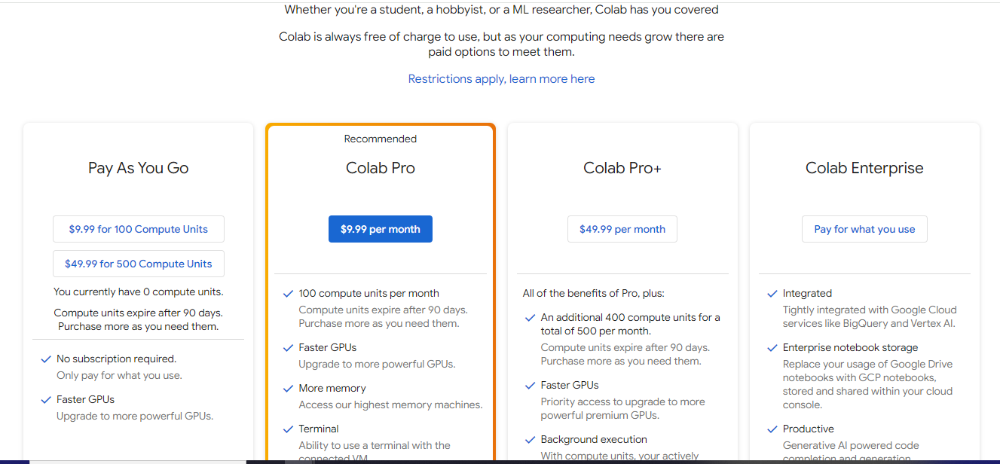 Whether you're a student, a hobbyist, or a ML researcher, Colab has you covered
Colab is always free of charge to use, but as your computing needs grow there are
paid options to meet them.
Restrictions apply, learn more here
Pay As You Go
$9.99 for 100 Compute Units
$49.99 for 500 Compute Units
You currently have 0 compute units.
Compute units expire after 90 days.
Purchase more as you need them.
No subscription required.
Only pay for what you use.
Faster GPUs
Upgrade to more powerful GPUs.
Recommended
Colab Pro
$9.99 per month
100 compute units per month
Compute units expire after 90 days.
Purchase more as you need them.
Faster GPUs
Upgrade to more powerful GPUs.
More memory
Access our highest memory machines.
Terminal
Ability to use a terminal with the
connected VM
Colab Pro+
$49.99 per month
All of the benefits of Pro, plus:
An additional 400 compute units for a
total of 500 per month.
Compute units expire after 90 days.
Purchase more as you need them.
Faster GPUs
Priority access to upgrade to more
powerful premium GPUs.
Background execution
With compute units, your actively
Colab Enterprise
Pay for what you use
Integrated
Tightly integrated with Google Cloud
services like BigQuery and Vertex AI.
Enterprise notebook storage
Replace your usage of Google Drive
notebooks with GCP notebooks,
stored and shared within your cloud
console.
Productive
Generative AI powered code
completion and generation